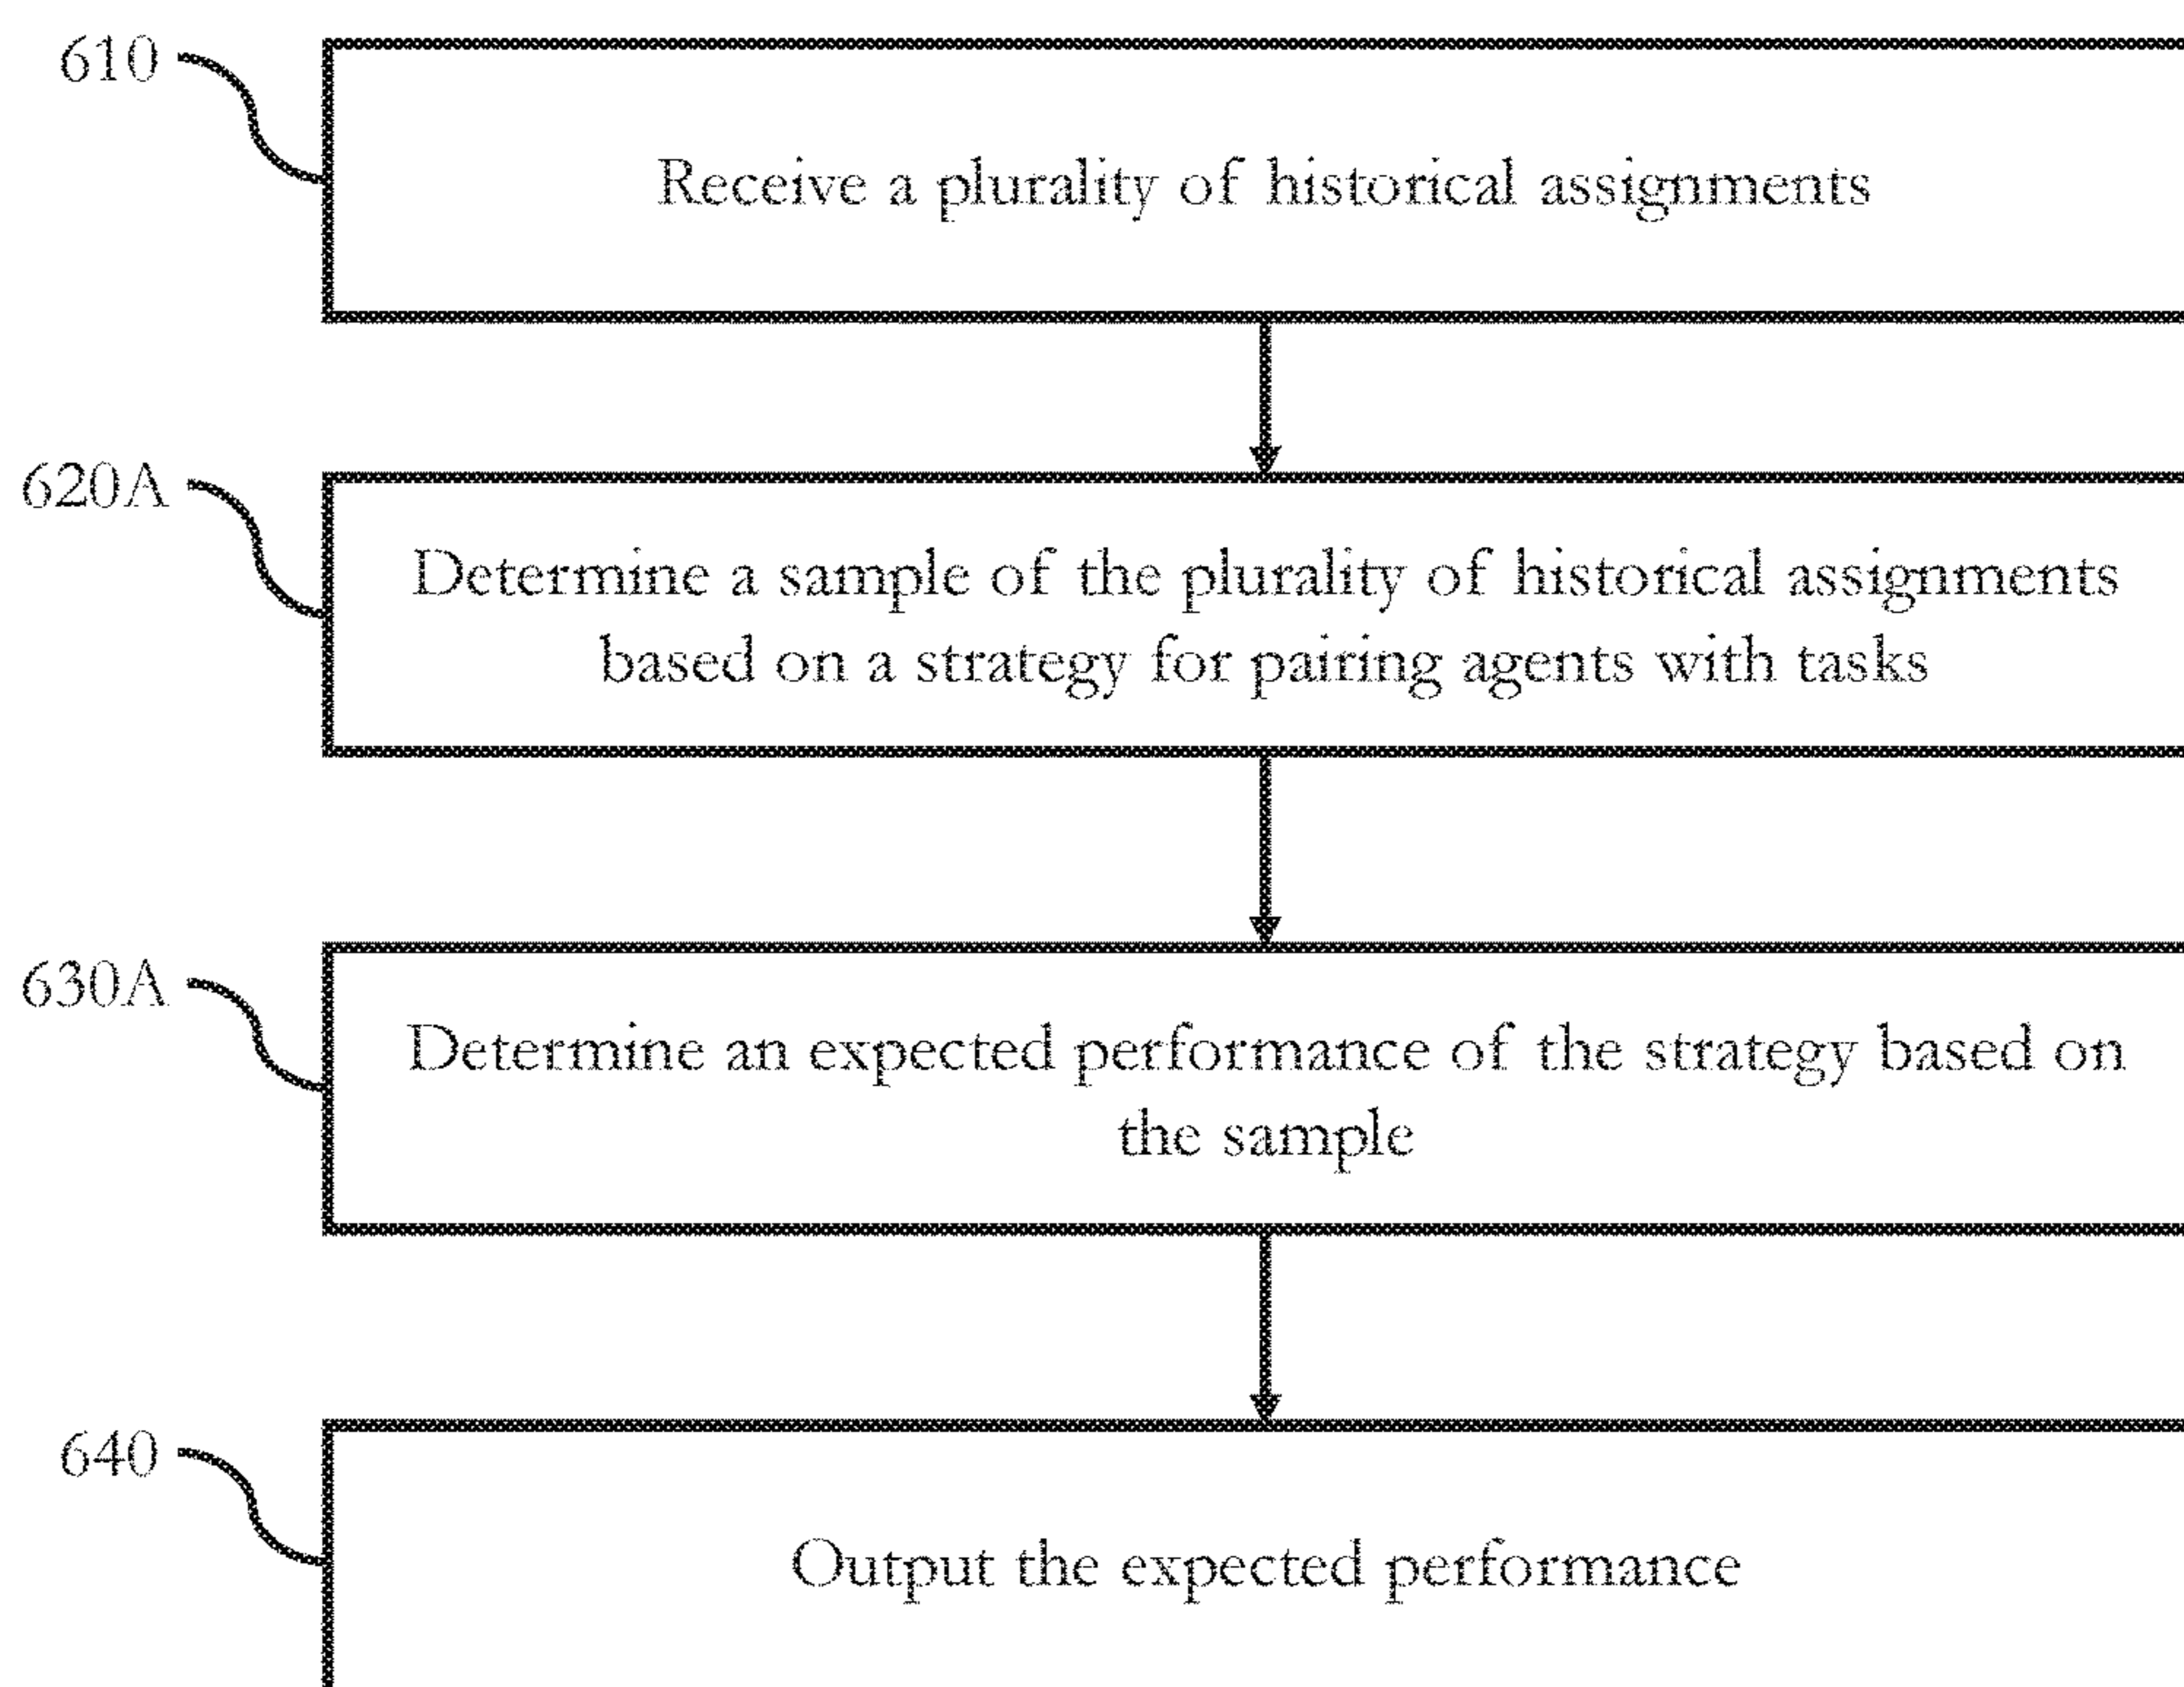 610
Receive a plurality of historical assignments
620A
Determine a sample of the plurality of historical assignments
based on a strategy for pairing agents with tasks
630A
Determine an expected performance of the strategy based on
the sample
640
Output the expected performance